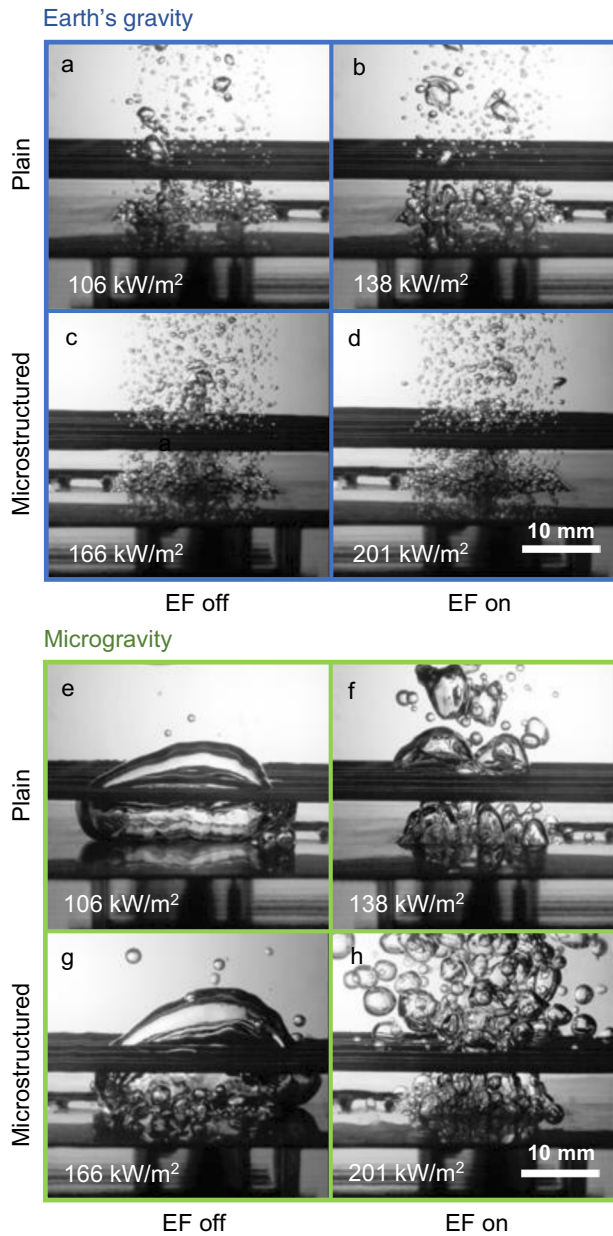 Earth's gravity
Plain
a
b
106 kW/m²
138 kW/m²
Microstructured
c
d
a
166 kW/m²
201 kW/m²
10 mm
EF off
EF on
Microgravity
Plain
e
f
106 kW/m²
138 kW/m²
Microstructured
g
h
166 kW/m²
201 kW/m²
10 mm
EF off
EF on